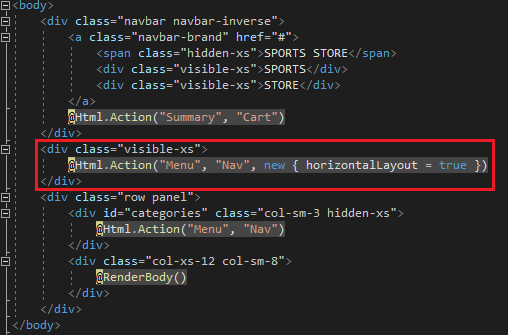 <body>
<div class="navbar navbar-inverse">
<a class="navbar-brand" href="#">
<span class="hidden-xs">SPORTS STORE</span>
<div class="visible-xs">SPORTS</div>
<div class="visible-xs">STORE</div>
</a>
@Html.Action("Summary", "Cart")
</div>
<div class="visible-xs">
@Html.Action("Menu", "Nav", new { horizontalLayout = true })
</div>
<div class="row panel">
<div id="categories" class="col-sm-3 hidden-xs">
@Html.Action("Menu", "Nav")
</div>
<div class="col-xs-12 col-sm-8">
@RenderBody()
</div>
</div>
</body>